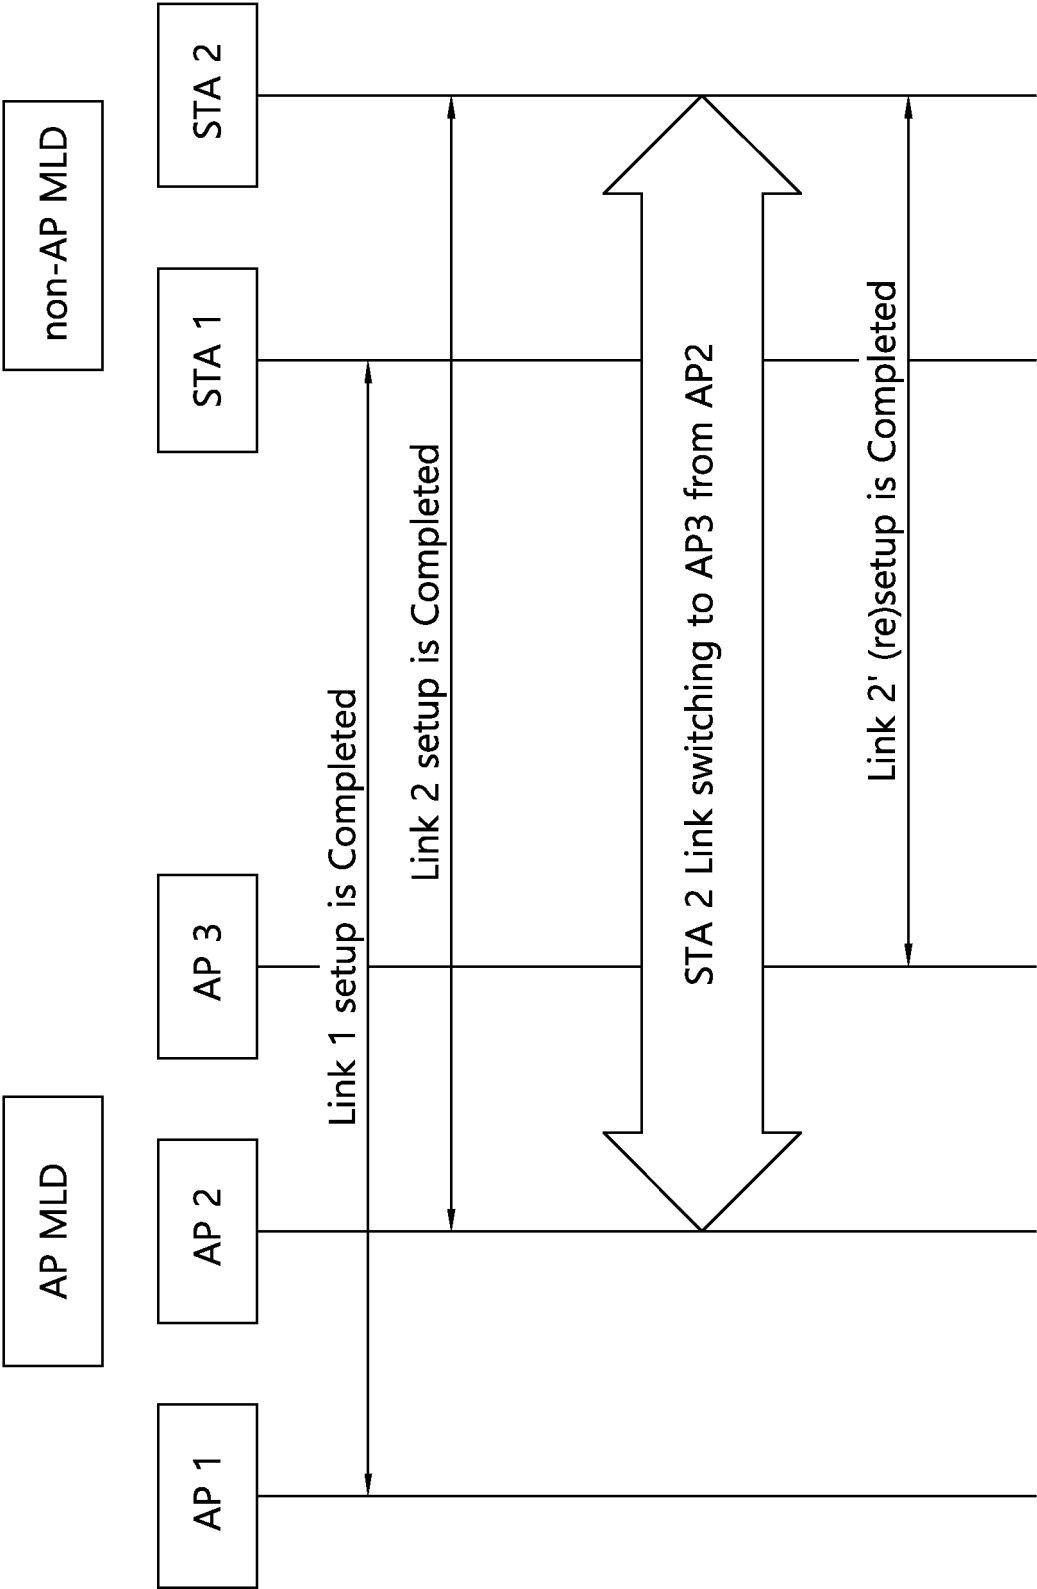 AP MLD
non-AP MLD
AP 1
AP 2
AP 3
STA 1
STA 2
Link 1 setup is Completed
Link 2 setup is Completed
STA 2 Link switching to AP3 from AP2
Link 2' (re)setup is Completed